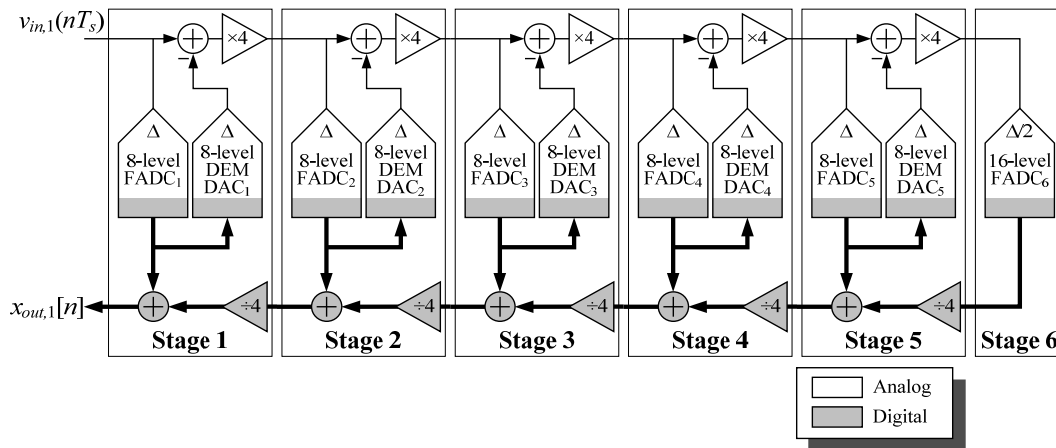 v_{in,1}(nT_s)
×4
×4
×4
×4
×4
−
−
−
−
−
Δ
Δ
Δ
Δ
Δ
Δ
Δ
Δ
Δ
Δ
Δ/2
8-level
FADC₁
8-level
DEM
DAC₁
8-level
FADC₂
8-level
DEM
DAC₂
8-level
FADC₃
8-level
DEM
DAC₃
8-level
FADC₄
8-level
DEM
DAC₄
8-level
FADC₅
8-level
DEM
DAC₅
16-level
FADC₆
x_{out,1}[n]
÷4
÷4
÷4
÷4
÷4
Stage 1
Stage 2
Stage 3
Stage 4
Stage 5
Stage 6
Analog
Digital